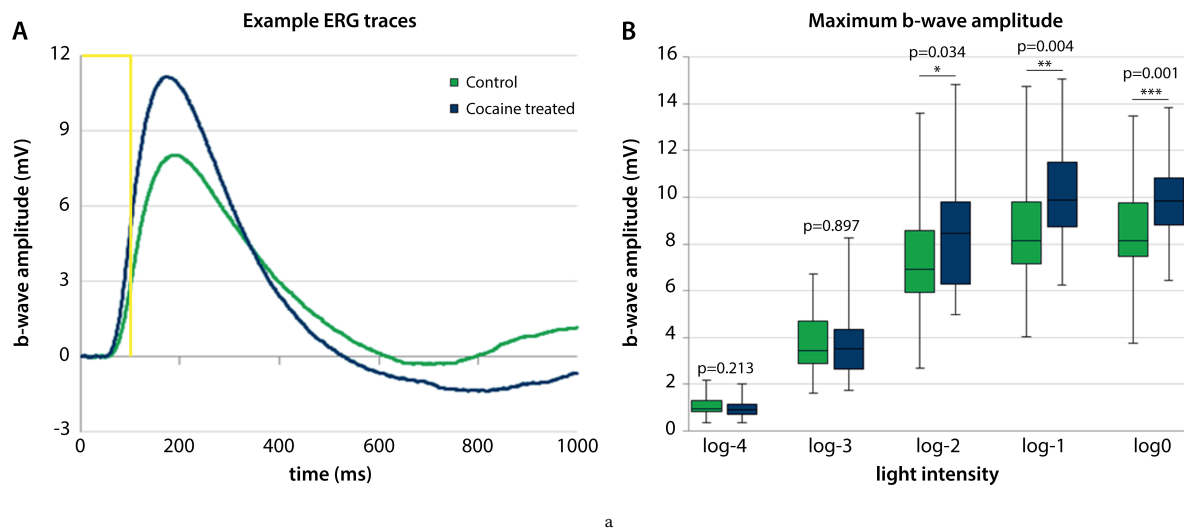 Example ERG traces
A
12
9
6
3
0
-3
b-wave amplitude (mV)
Control
Cocaine treated
0
200
400
600
800
1000
time (ms)
Maximum b-wave amplitude
B
16
14
12
10
8
6
4
2
0
b-wave amplitude (mV)
p=0.213
p=0.897
p=0.034
*
p=0.004
**
p=0.001
***
log-4
log-3
log-2
log-1
log0
light intensity
a